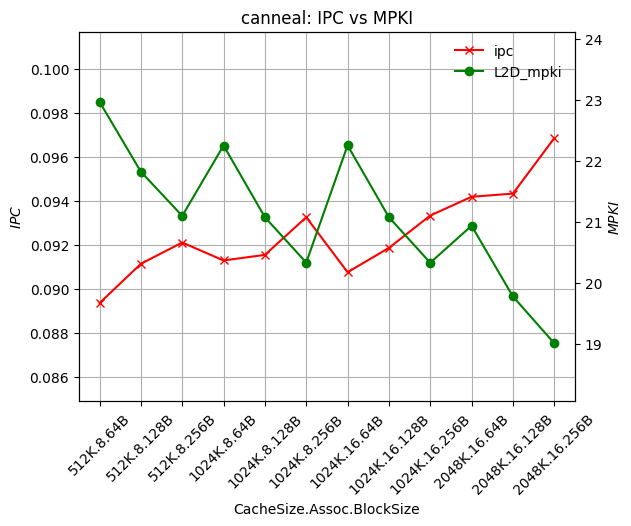 canneal: IPC vs MPKI
ipc
L2D_mpki
IPC
0.100
0.098
0.096
0.094
0.092
0.090
0.088
0.086
24
23
22
21
20
19
MPKI
512K.8.64B
512K.8.128B
512K.8.256B
1024K.8.64B
1024K.8.128B
1024K.8.256B
1024K.16.64B
1024K.16.128B
1024K.16.256B
2048K.16.64B
2048K.16.128B
2048K.16.256B
CacheSize.Assoc.BlockSize